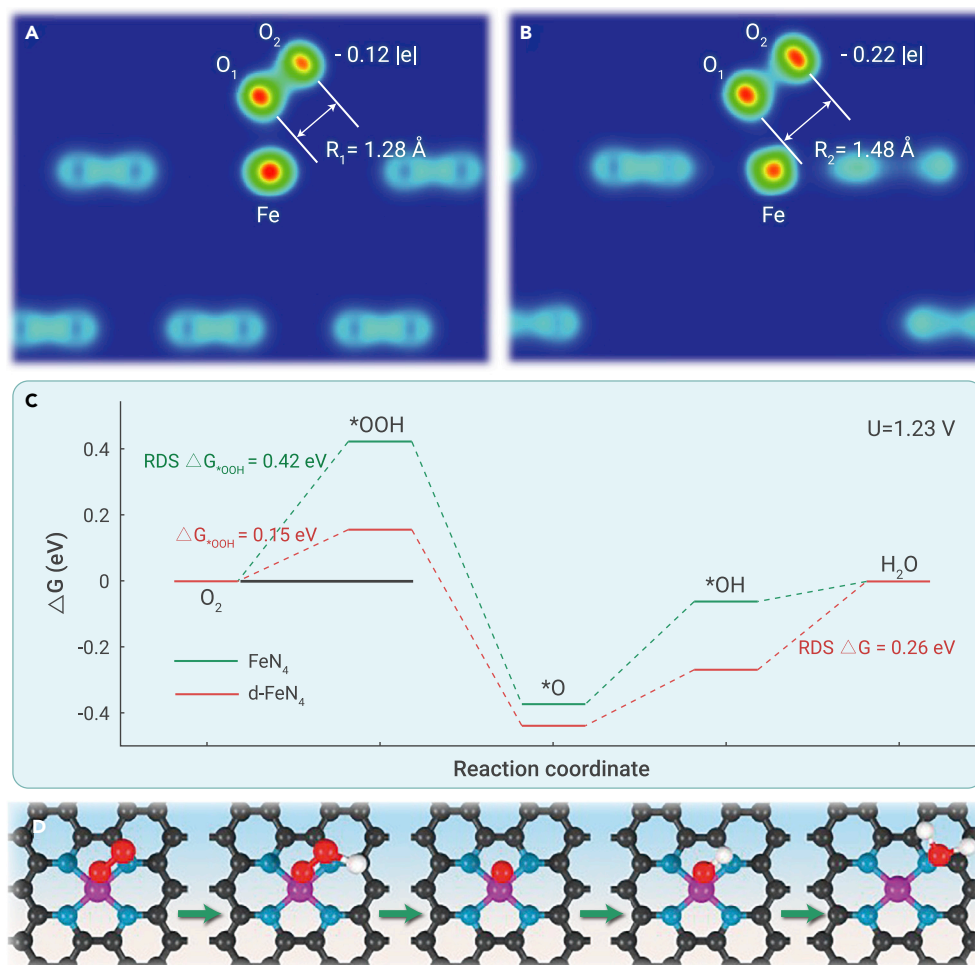 A
O₂
- 0.12 |e|
O₁
R₁= 1.28 Å
Fe
B
O₂
-0.22 |e|
O₁
R₂= 1.48 Å
Fe
C
U=1.23 V
*OOH
RDS △G*OOH = 0.42 eV
△G*OOH = 0.15 eV
O₂
*O
*OH
H₂O
RDS △G = 0.26 eV
FeN₄
d-FeN₄
0.4
0.2
0
-0.2
-0.4
△G (eV)
Reaction coordinate
D